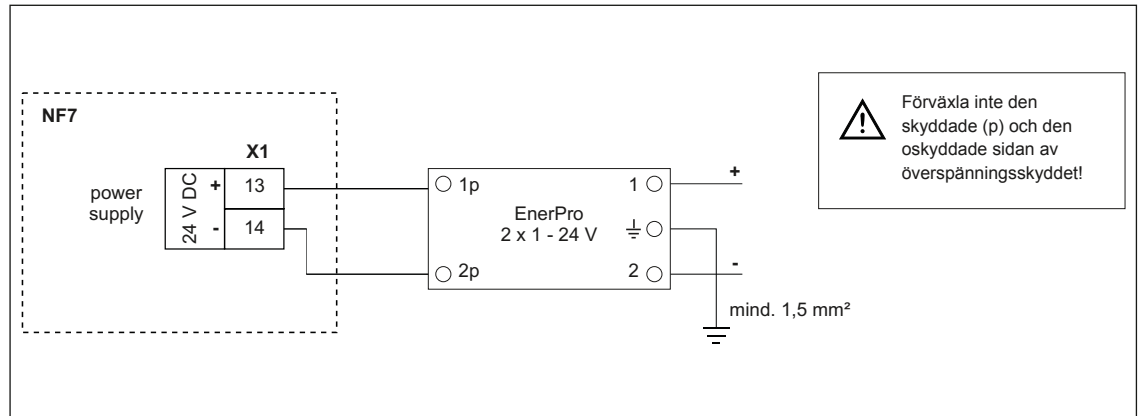 NF7
X1
power
supply
24 V DC
+
-
13
14
1p
2p
EnerPro
2 x 1 - 24 V
1
2
+
-
mind. 1,5 mm²
Förväxla inte den
skyddade (p) och den
oskyddade sidan av
överspänningsskyddet!